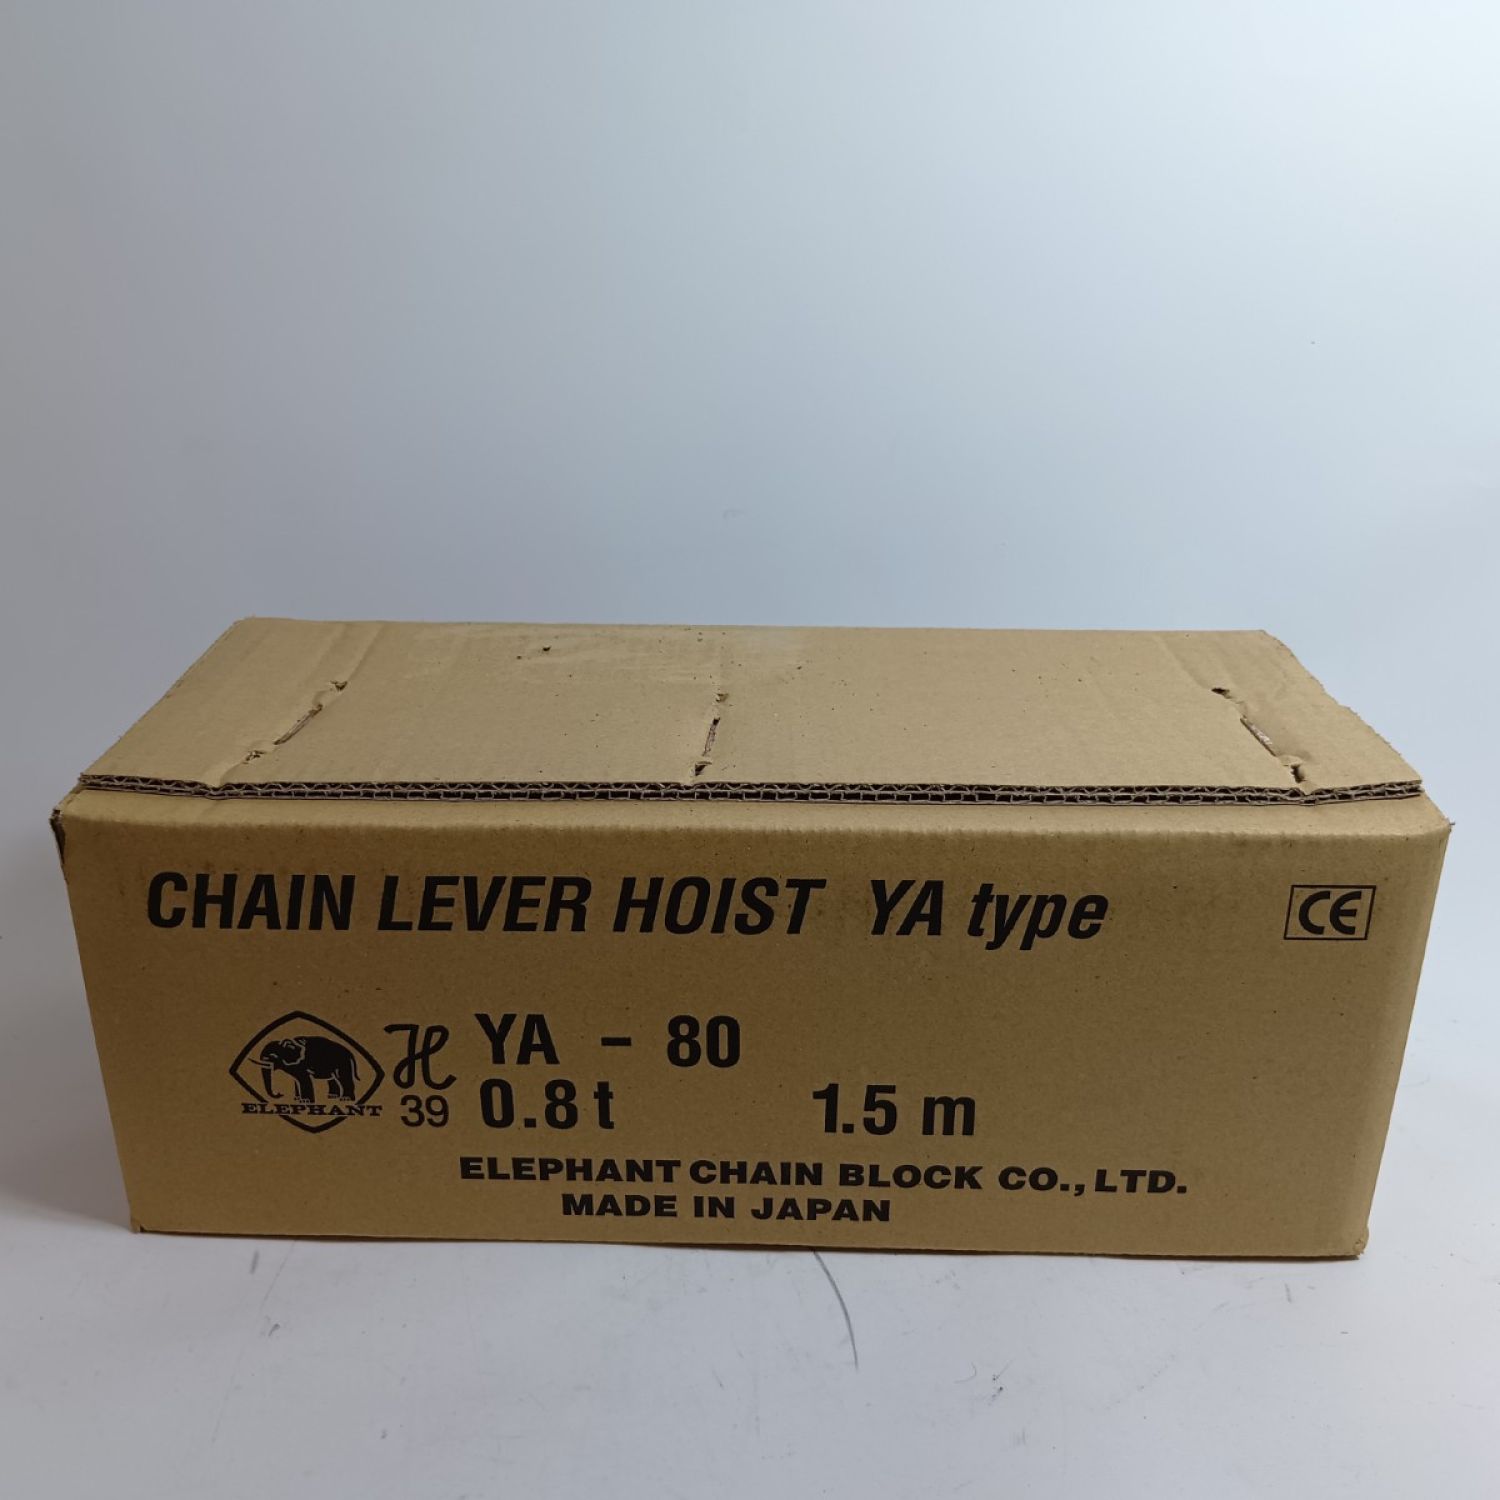 CHAIN LEVER HOIST YA type
CE
YA - 80
ELEPHANT
H
39
0.8 t 1.5 m
ELEPHANT CHAIN BLOCK CO., LTD.
MADE IN JAPAN